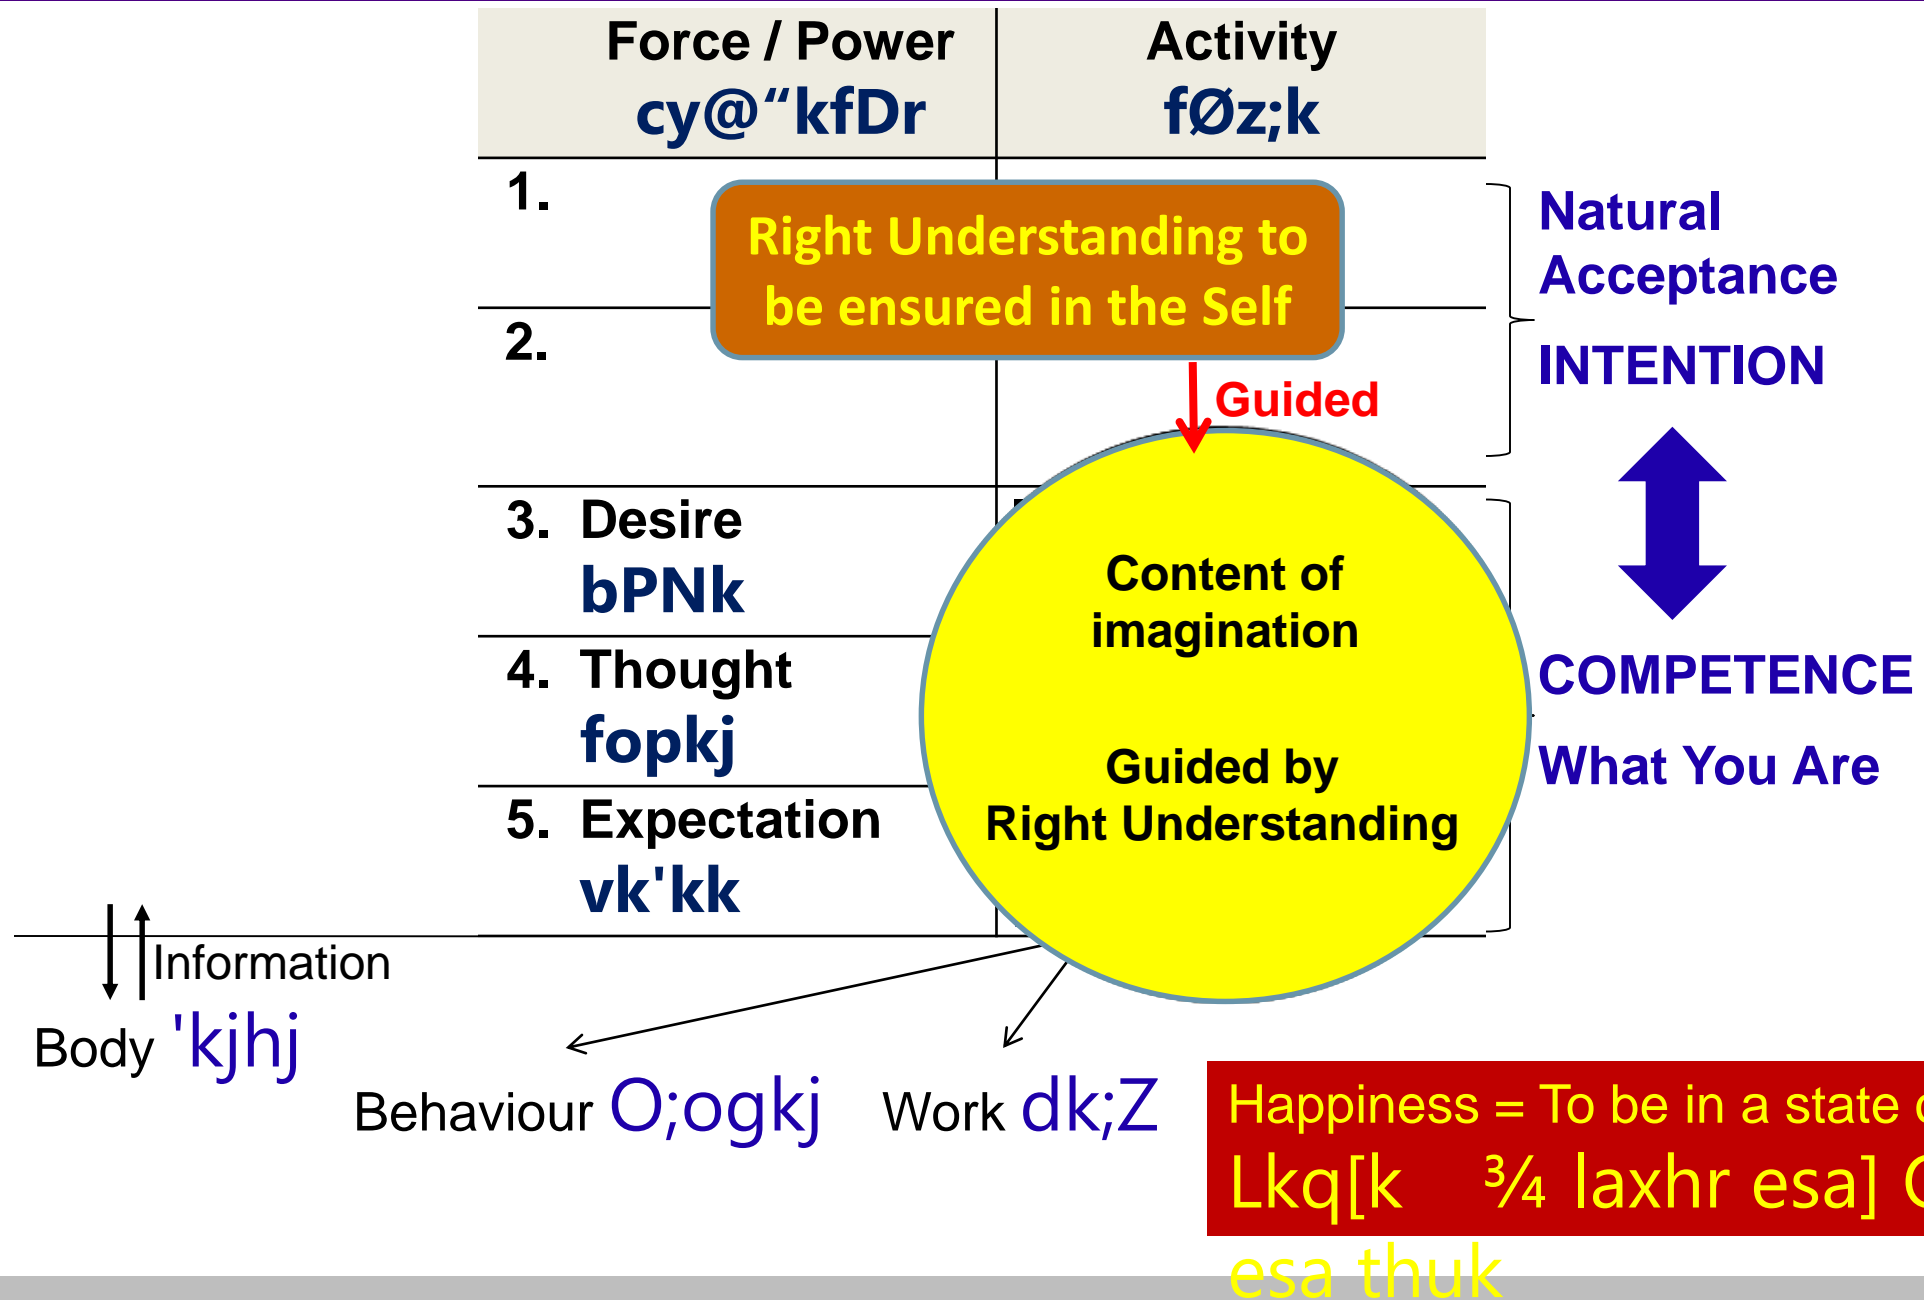 Force / Power
cy@“kfDr
Activity
fØz;k
1.
Right Understanding to
be ensured in the Self
Natural
Acceptance
INTENTION
2.
Guided
3. Desire
bPNk
4. Thought
fopkj
5. Expectation
vk'kk
Content of
imagination
Guided by
Right Understanding
COMPETENCE
What You Are
Information
Body 'kjhj
Behaviour O;ogkj
Work dk;Z
Happiness = To be in a state
Lkq[k ¾ laxhr esa]
esa thuk